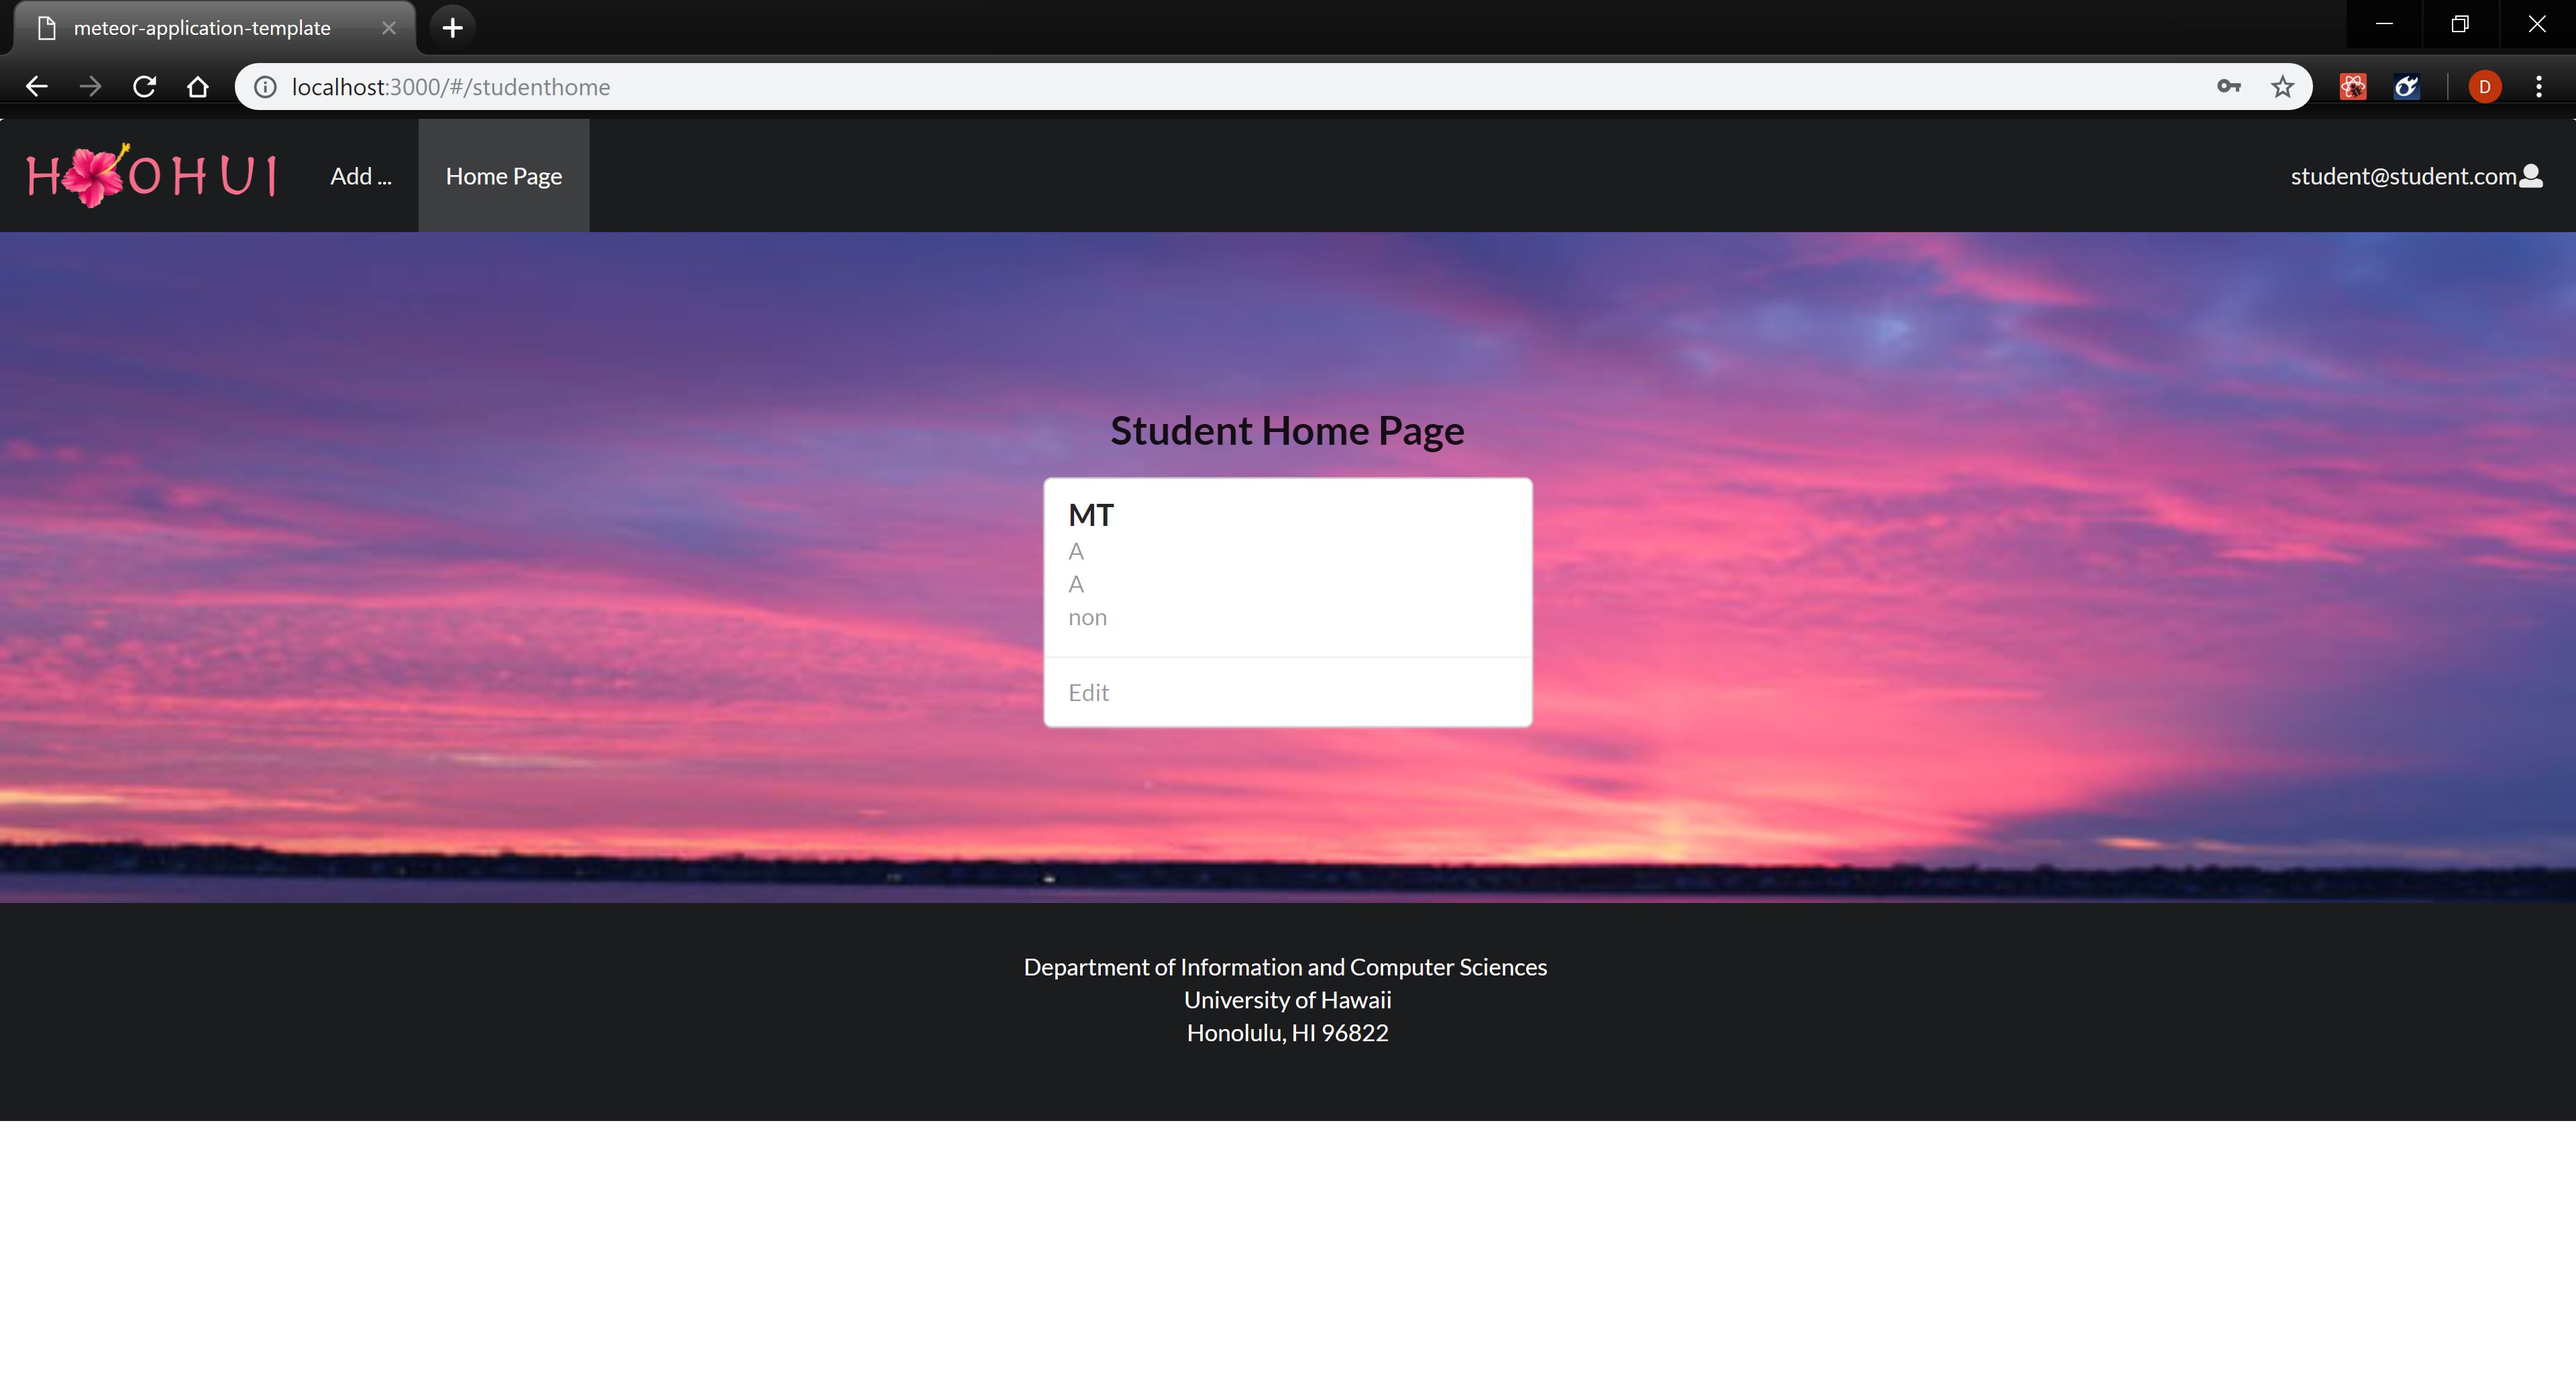 meteor-application-template
localhost:3000/#/studenthome
D
HOOHUI
Add ...
Home Page
student@student.com
Student Home Page
MT
A
A
non
Edit
Department of Information and Computer Sciences
University of Hawaii
Honolulu, HI 96822